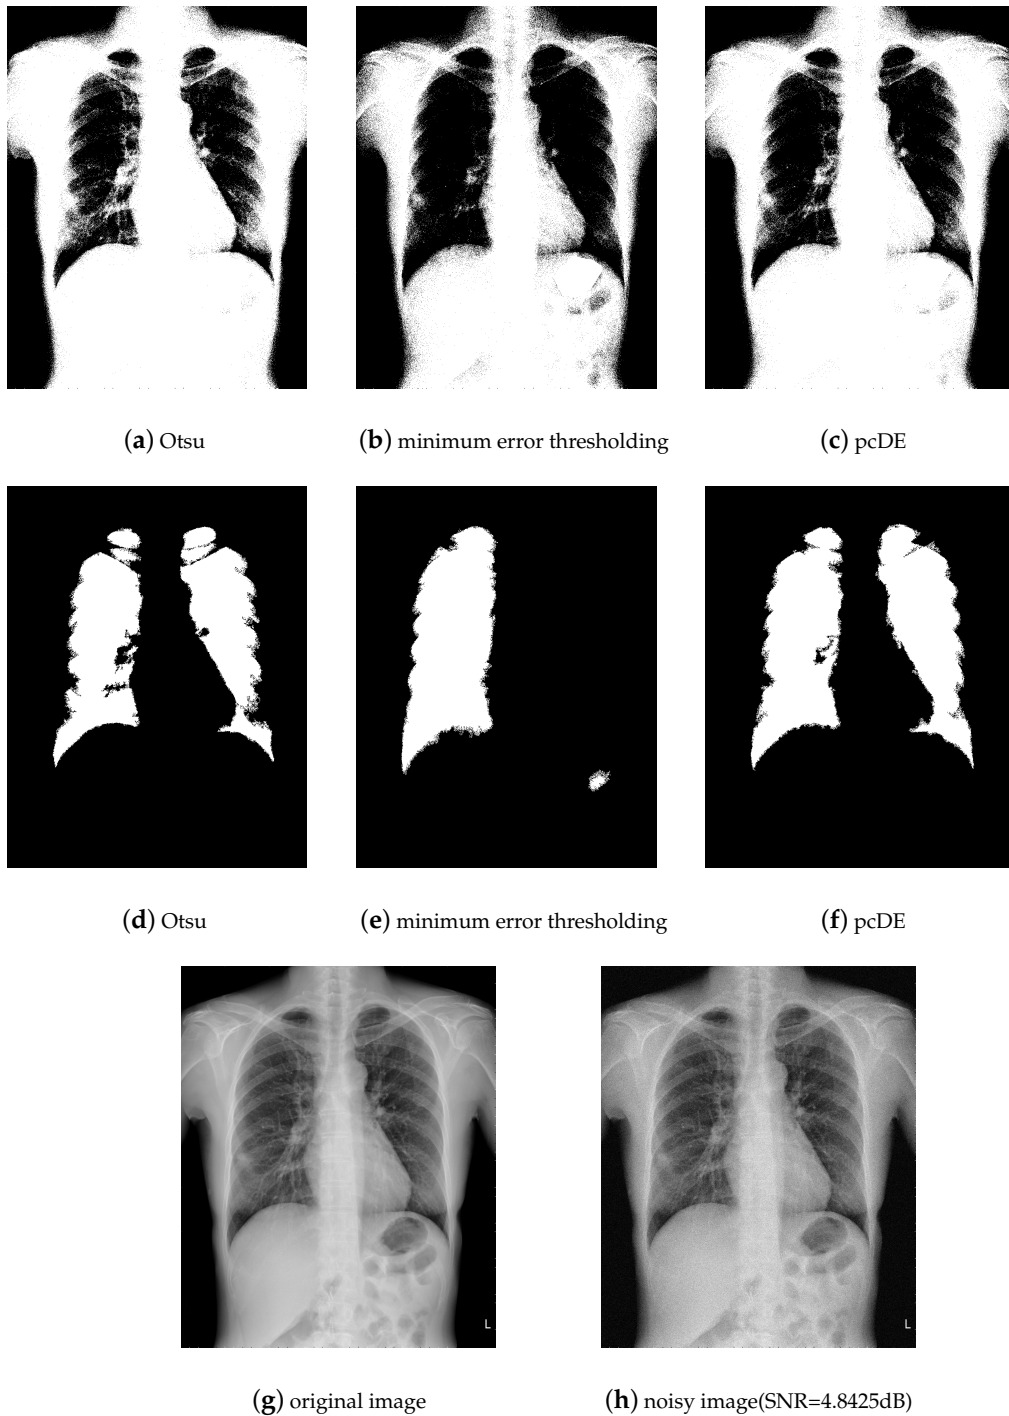 (a) Otsu
(b) minimum error thresholding
(c) pcDE
(d) Otsu
(e) minimum error thresholding
(f) pcDE
L
L
(g) original image
(h) noisy image(SNR=4.8425dB)